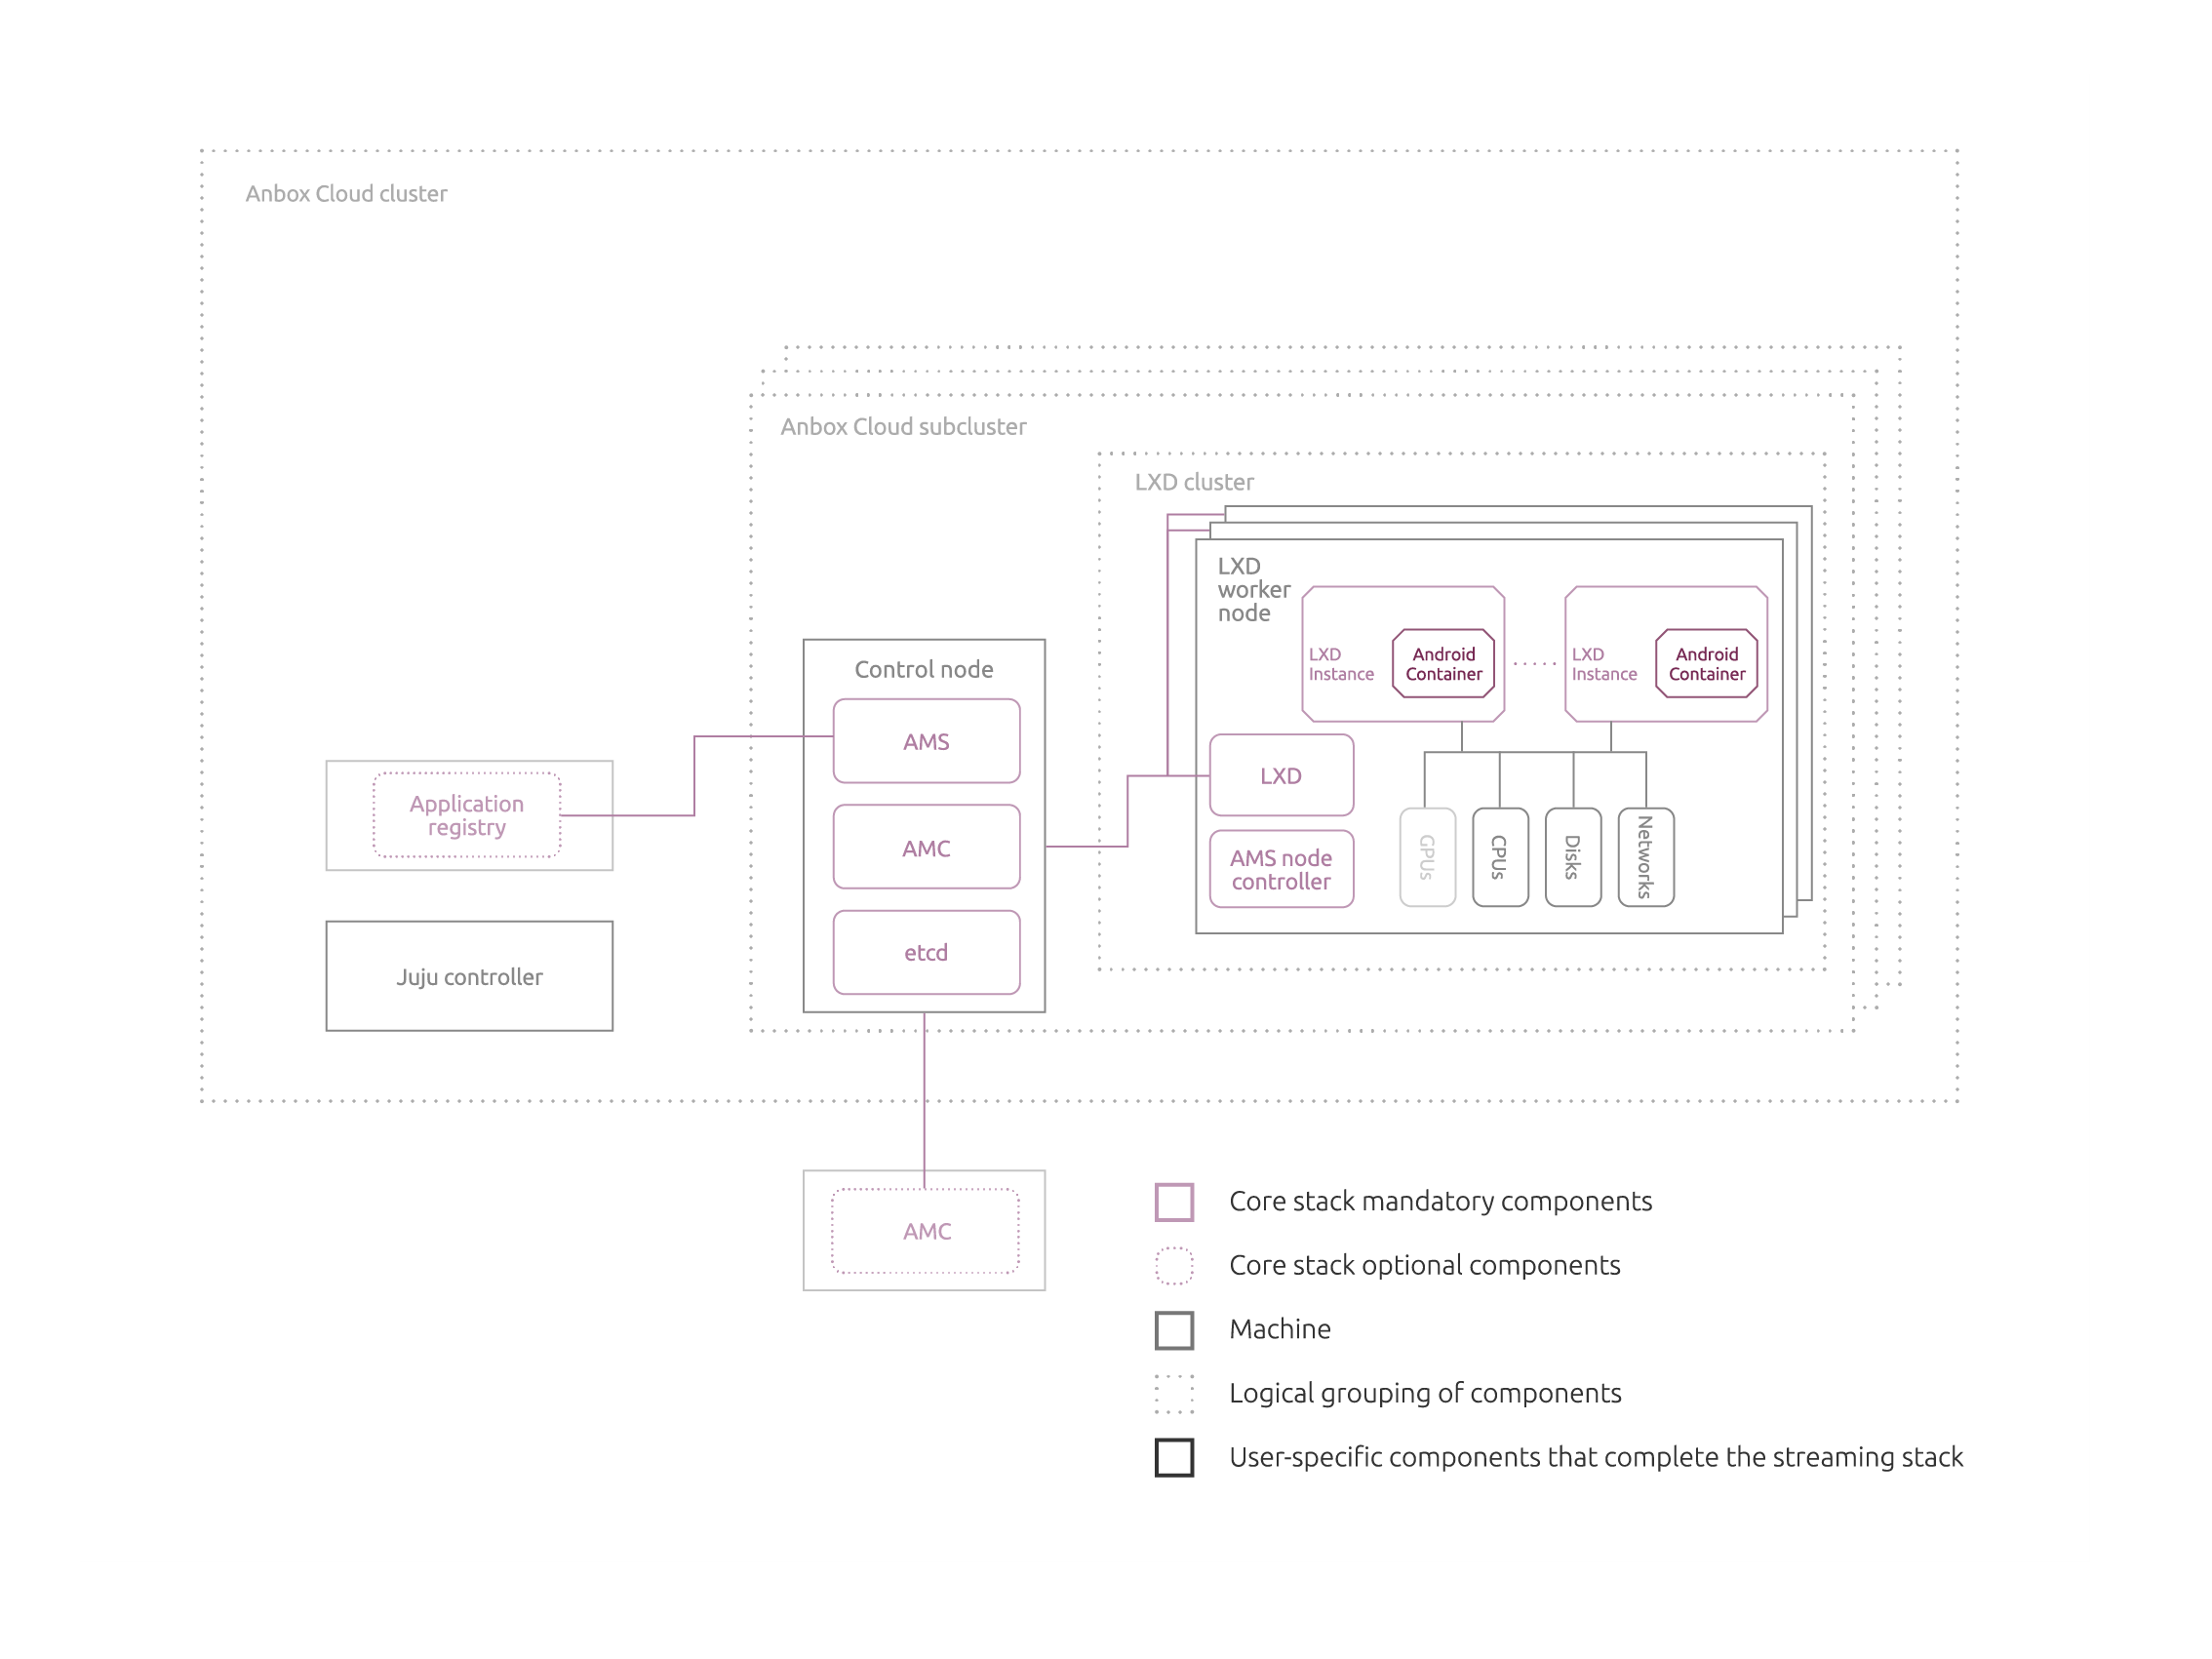 Anbox Cloud cluster
Anbox Cloud subcluster
LXD cluster
LXD
worker
node
LXD
Instance
Android
Container
LXD
Instance
Android
Container
Control node
AMS
AMC
etcd
LXD
AMS node
controller
GPUs
CPUs
Disks
Networks
Application
registry
Juju controller
AMC
Core stack mandatory components
Core stack optional components
Machine
Logical grouping of components
User-specific components that complete the streaming stack